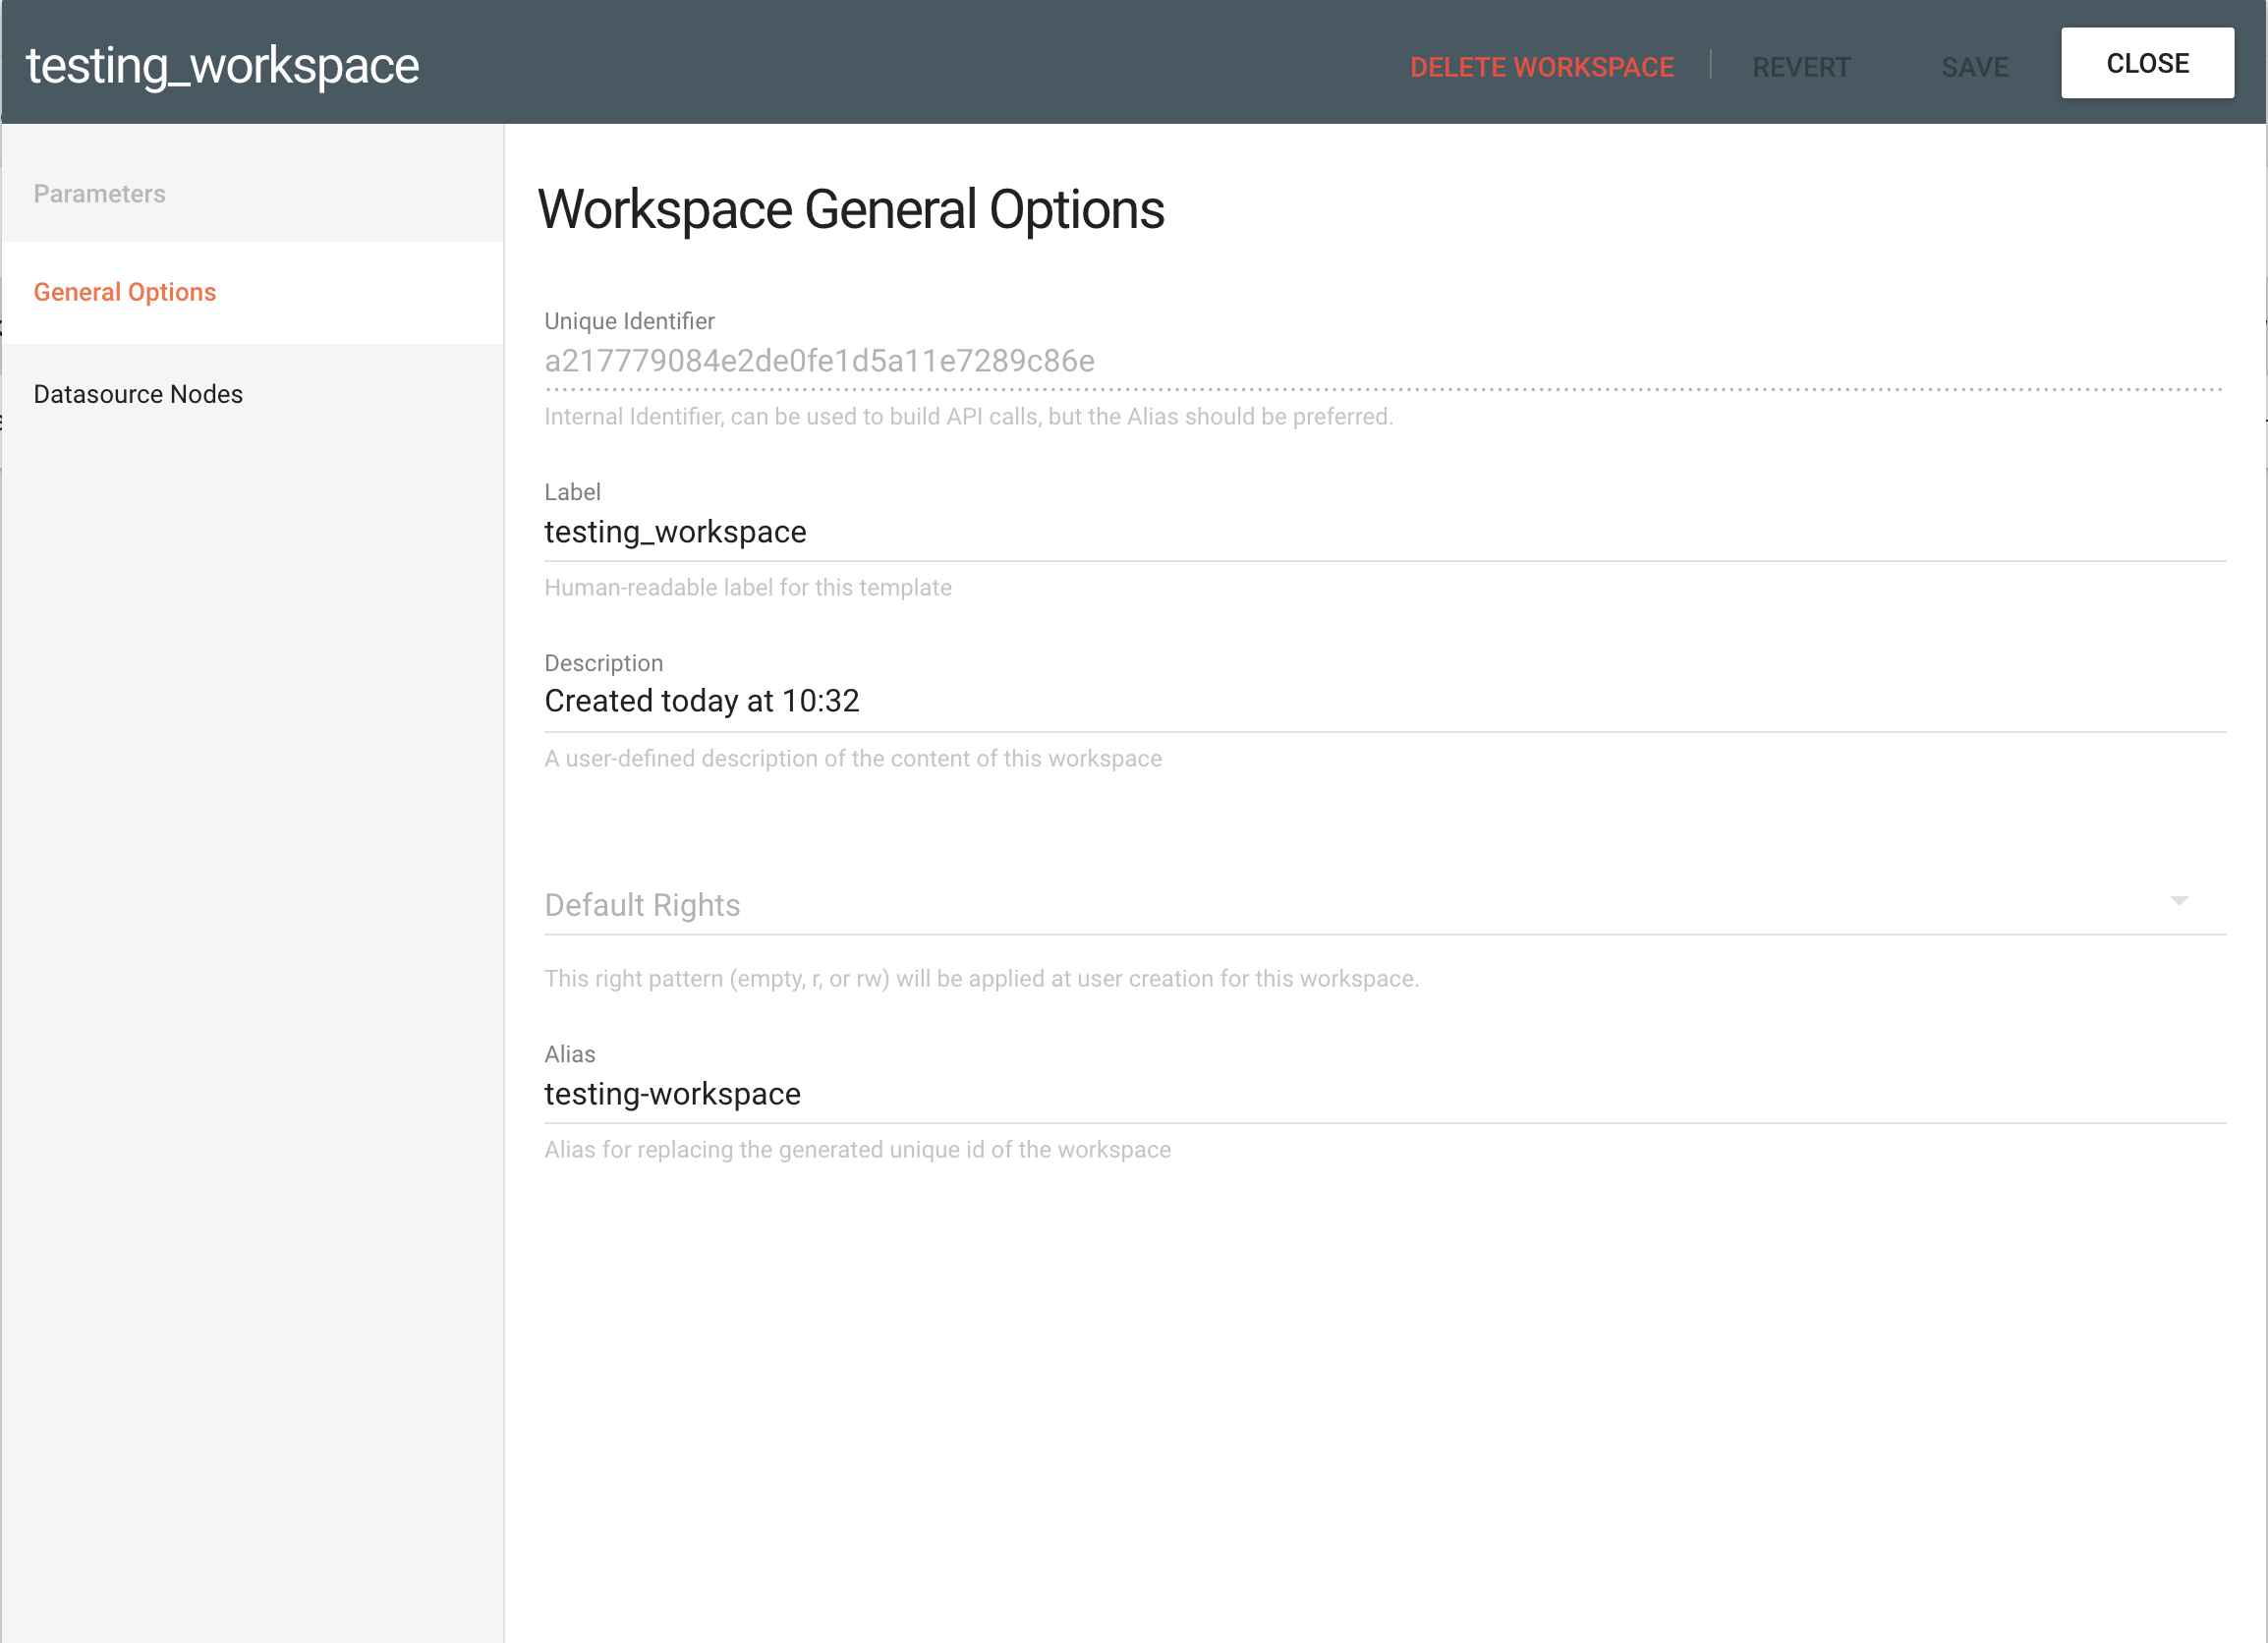 testing_workspace
DELETE WORKSPACE
REVERT
SAVE
CLOSE
Parameters
General Options
Datasource Nodes
Workspace General Options
Unique Identifier
a217779084e2de0fe1d5a11e7289c86e
Internal Identifier, can be used to build API calls, but the Alias should be preferred.
Label
testing_workspace
Human-readable label for this template
Description
Created today at 10:32
A user-defined description of the content of this workspace
Default Rights
This right pattern (empty, r, or rw) will be applied at user creation for this workspace.
Alias
testing-workspace
Alias for replacing the generated unique id of the workspace